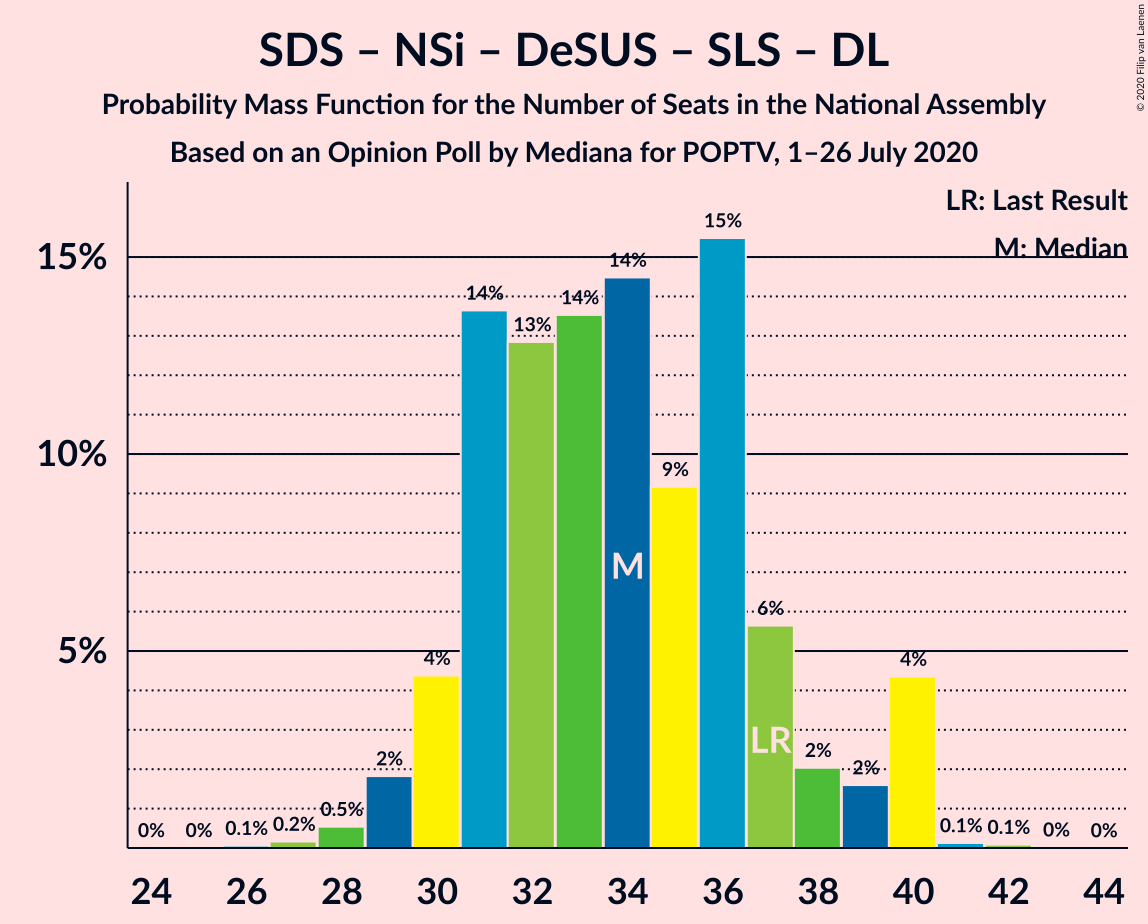 SDS – NSi – DeSUS – SLS – DL
Probability Mass Function for the Number of Seats in the National Assembly
Based on an Opinion Poll by Mediana for POPTV, 1–26 July 2020
© 2020 Filip van Laenen
LR: Last Result
M: Median
15%
10%
5%
0%
0%
0.1%
0.2%
0.5%
2%
4%
14%
13%
14%
14%
9%
15%
6%
2%
2%
4%
0.1%
0.1%
0%
0%
M
LR
24 26 28 30 32 34 36 38 40 42 44